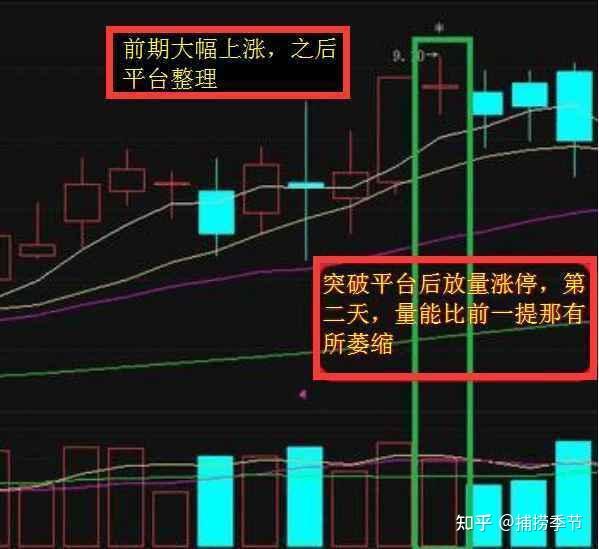 前期大幅上涨，之后
平台整理
*
9.10→
突破平台后放量涨停，第
二天，量能比前一提那有
所萎缩
知乎 @捕捞季节